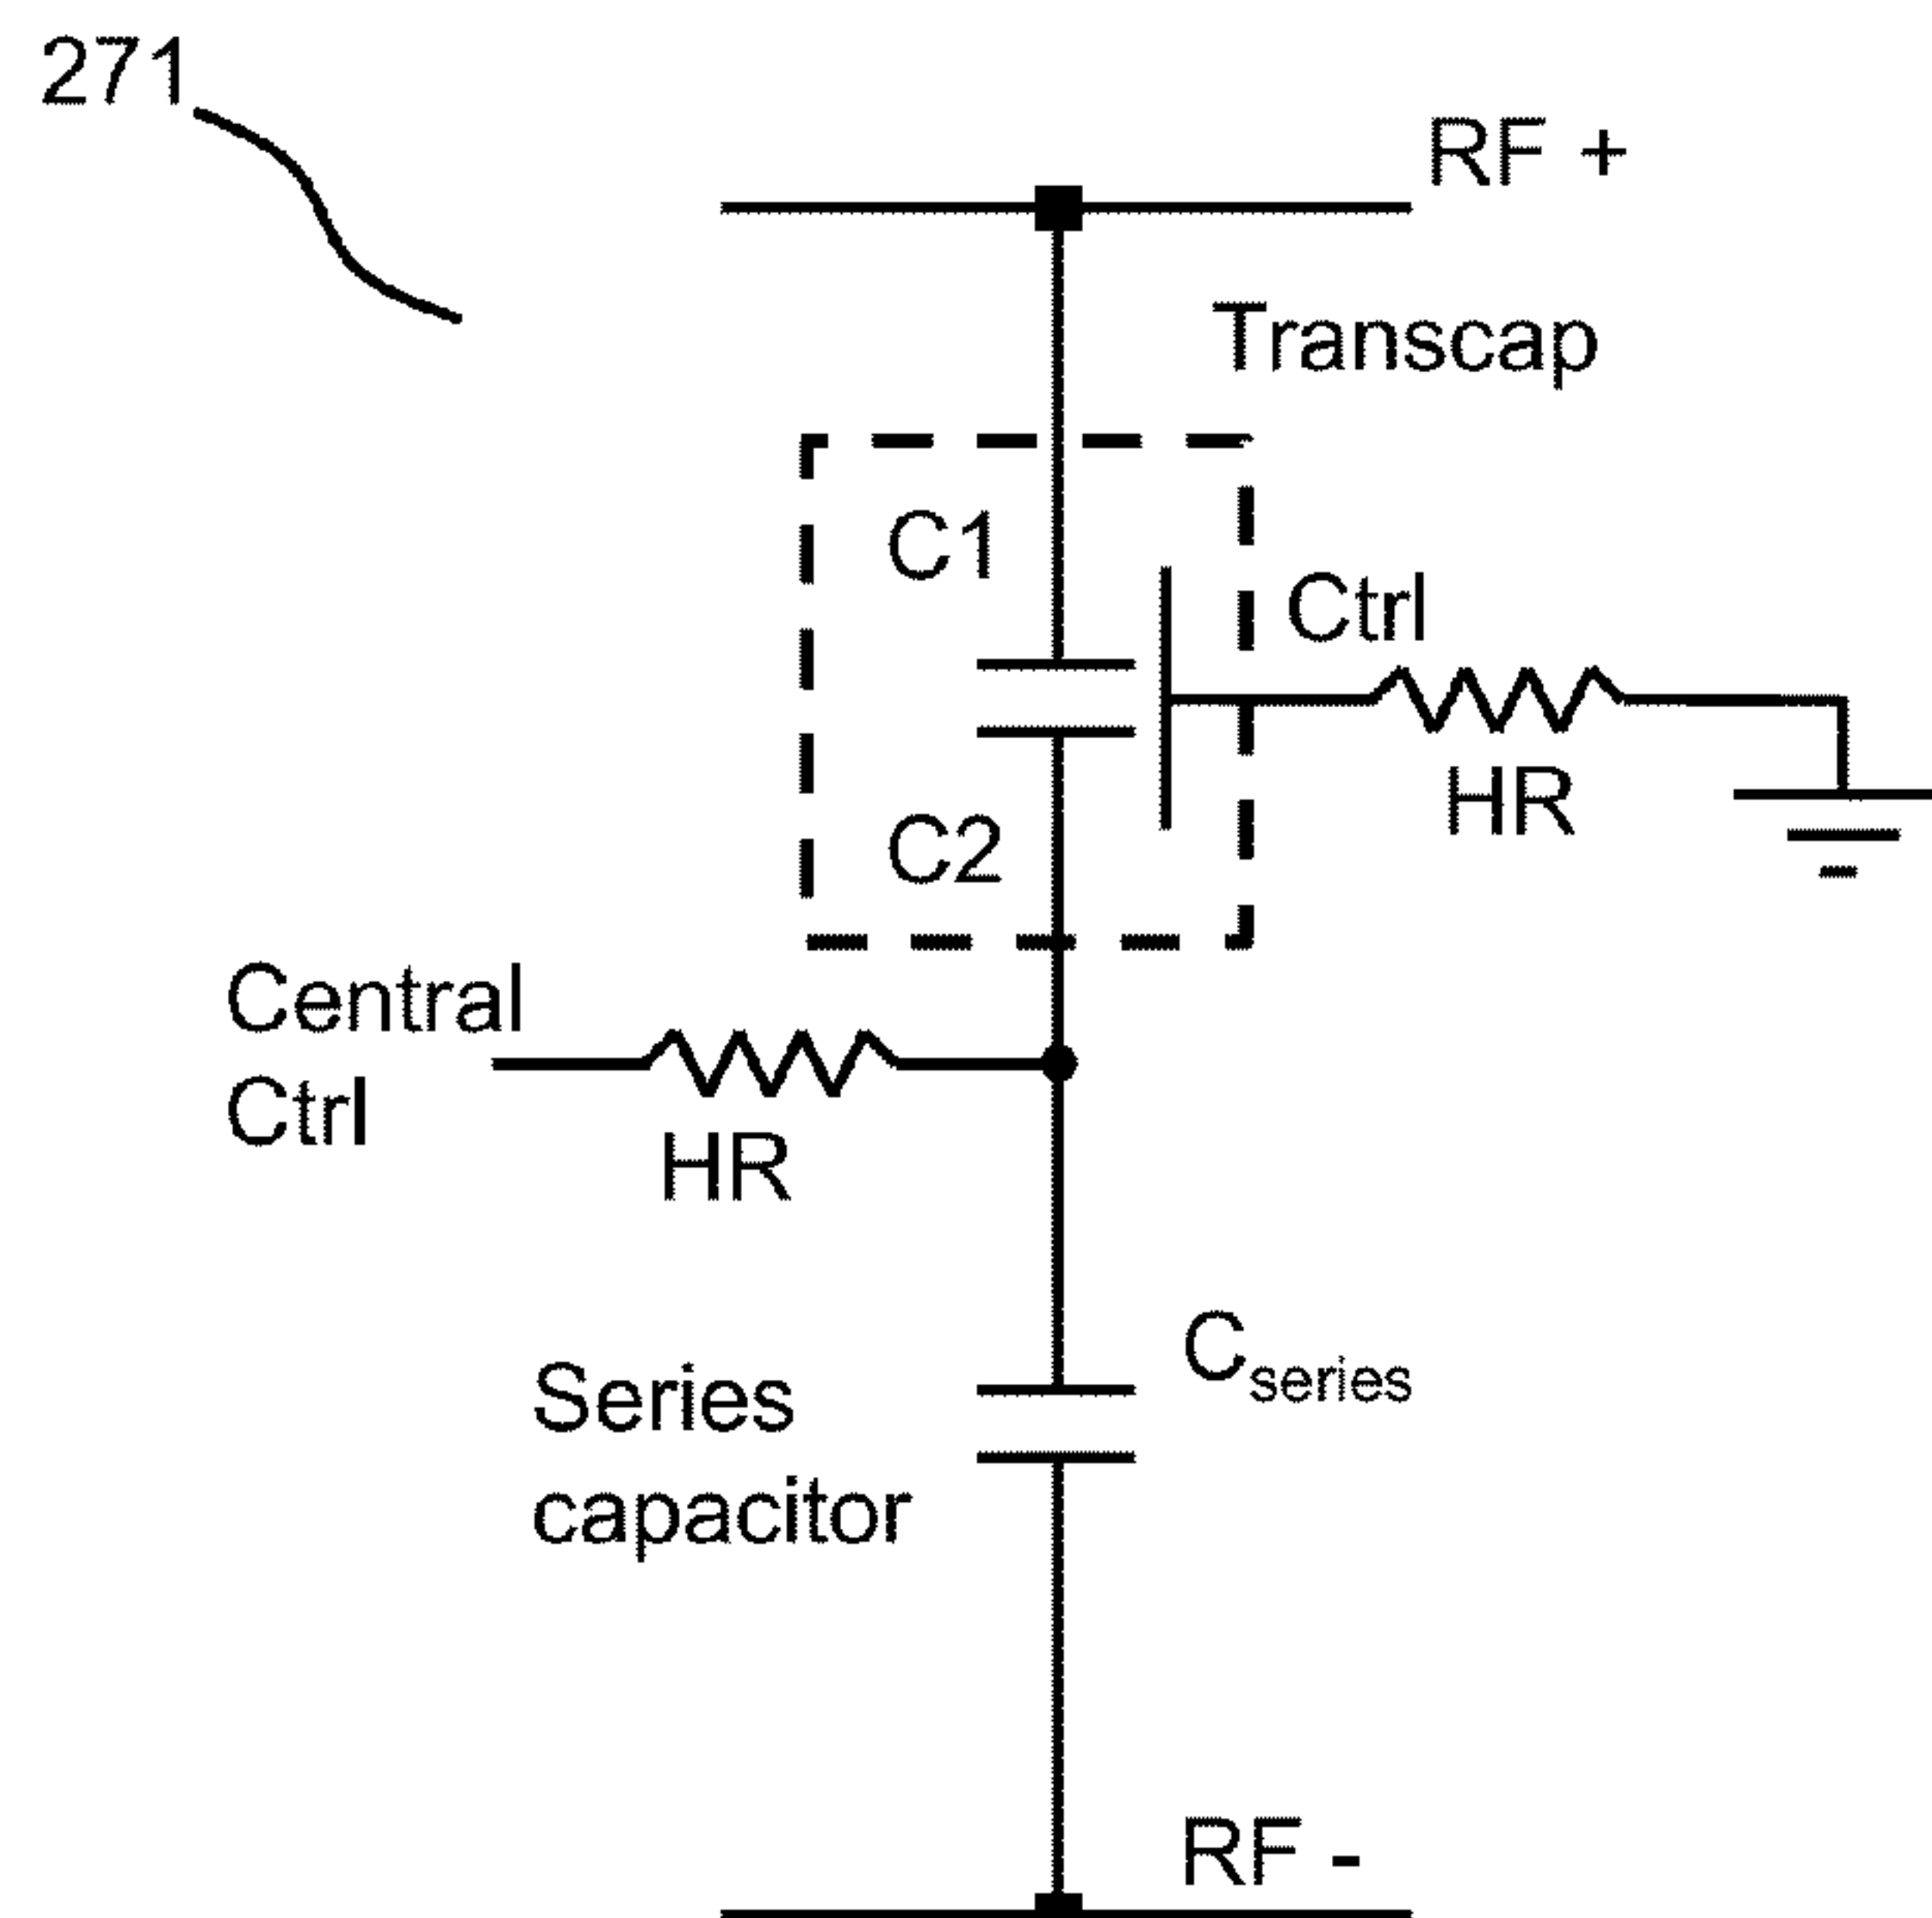 271
RF +
Transcap
C1
Ctrl
HR
C2
Central
Ctrl
HR
Cseries
Series
capacitor
RF -